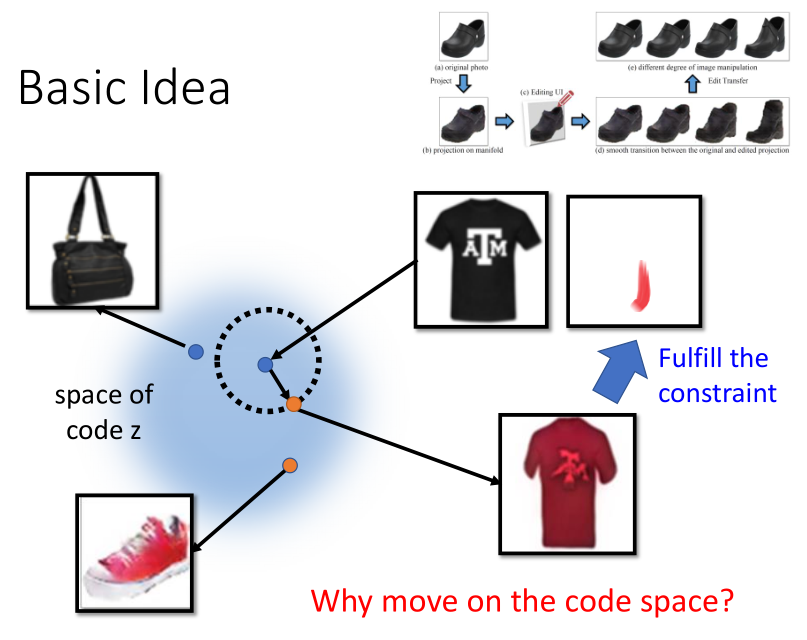 Basic Idea
(a) original photo
Project
(b) projection on manifold
(c) Editing UI
(e) different degree of image manipulation
Edit Transfer
(d) smooth transition between the original and edited projection
ATM
Fulfill the
constraint
space of
code z
ATM
Why move on the code space?